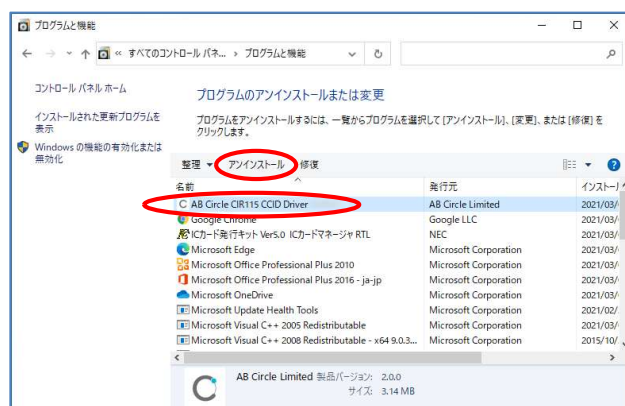 プログラムと機能
« すべてのコントロール パネ... › プログラムと機能
コントロール パネル ホーム
インストールされた更新プログラムを
表示
Windows の機能の有効化または
無効化
プログラムのアンインストールまたは変更
プログラムをアンインストールするには、一覧からプログラムを選択して [アンインストール]、[変更]、または [修復] を
クリックします。
整理 ▼ アンインストール 修復
名前 発行元 インストール
AB Circle CIR115 CCID Driver AB Circle Limited 2021/03/
Google Chrome Google LLC 2021/03/
ICカード発行キット Ver5.0 ICカードマネージャ RTL NEC 2021/03/
Microsoft Edge Microsoft Corporation 2021/03/
Microsoft Office Professional Plus 2010 Microsoft Corporation 2021/03/
Microsoft Office Professional Plus 2016 - ja-jp Microsoft Corporation 2021/03/
Microsoft OneDrive Microsoft Corporation 2021/03/
Microsoft Update Health Tools Microsoft Corporation 2021/02/
Microsoft Visual C++ 2005 Redistributable Microsoft Corporation 2021/03/
Microsoft Visual C++ 2008 Redistributable - x64 9.0.3... Microsoft Corporation 2015/10/
AB Circle Limited 製品バージョン: 2.0.0
サイズ: 3.14 MB